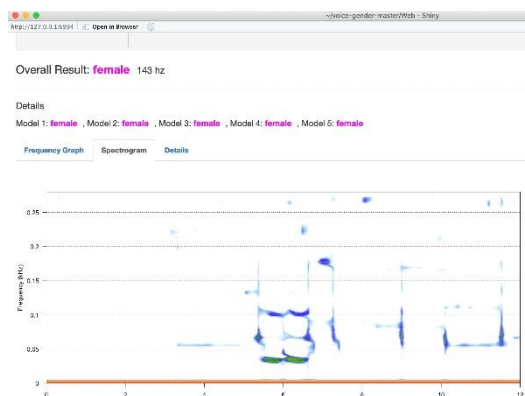 ~/voice-gender-master/Web - Shiny
Open in Browser
Overall Result: female 143 hz
Details
Model 1: female , Model 2: female , Model 3: female , Model 4: female , Model 5: female
Frequency Graph Spectrogram Details
Frequency (kHz)
0.25
0.2
0.15
0.1
0.05
0
0 2 4 6 8 10 12